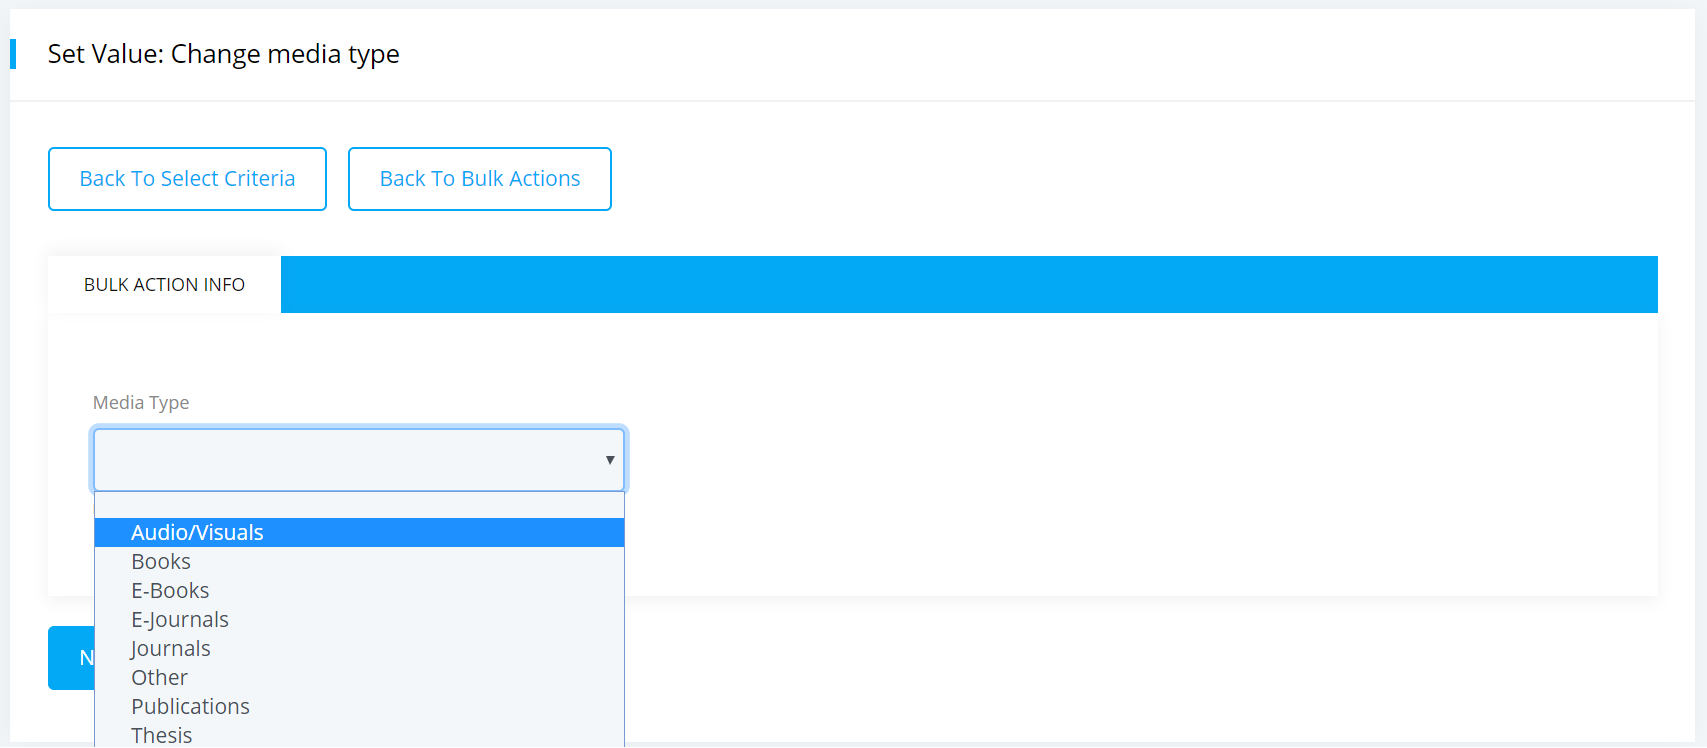 Set Value: Change media type
Back To Select Criteria
Back To Bulk Actions
BULK ACTION INFO
Media Type
Audio/Visuals
Books
E-Books
E-Journals
Journals
Other
Publications
Thesis